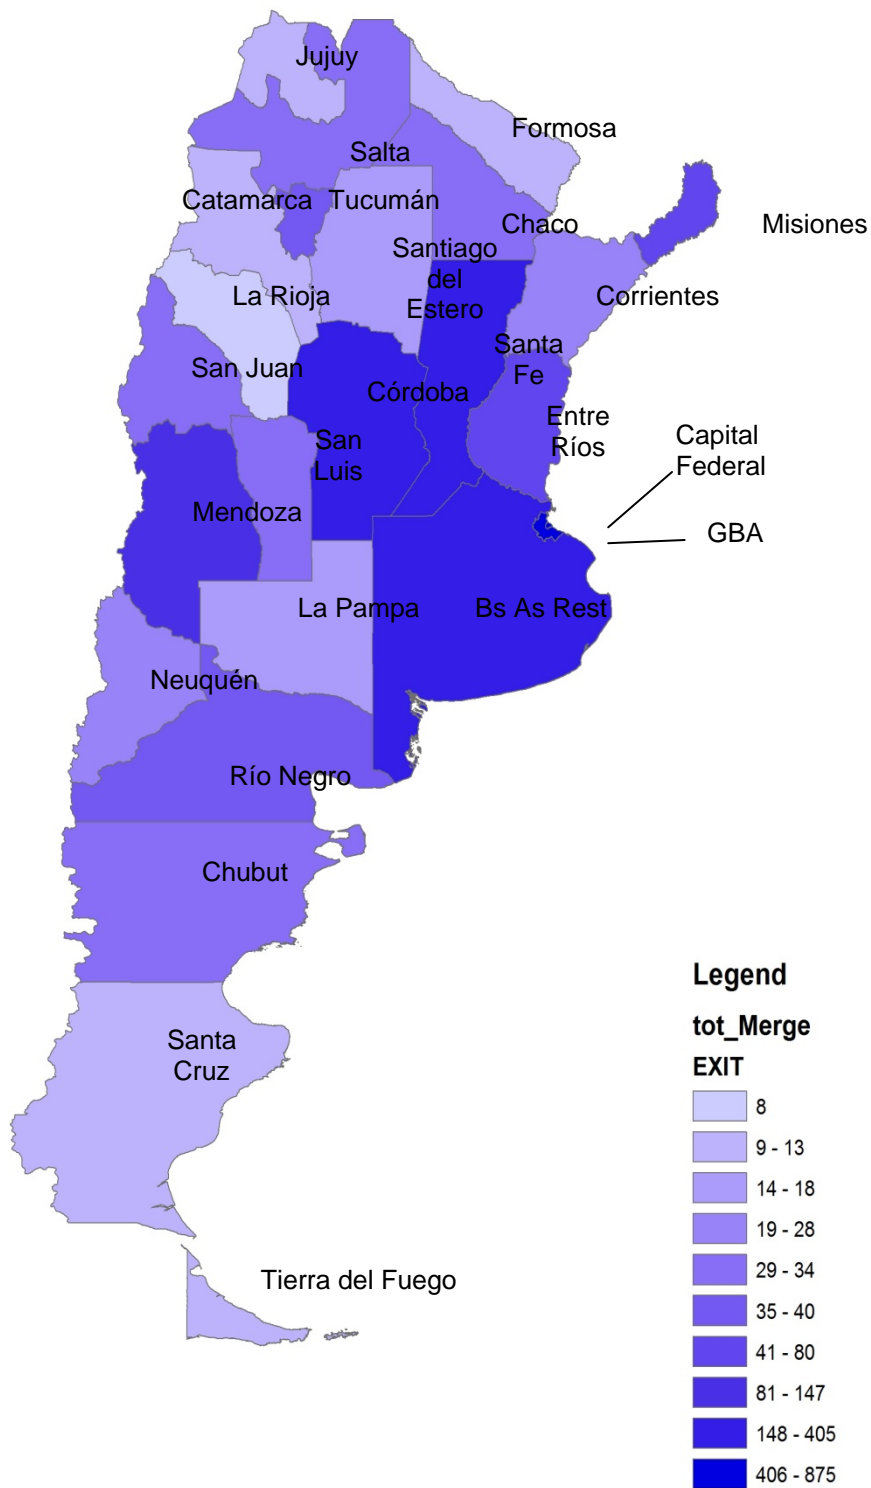 Jujuy
Formosa
Salta
Catamarca
Tucumán
Chaco
Misiones
Santiago
del
Estero
La Rioja
Corrientes
San Juan
Santa
Fe
Córdoba
Entre
Ríos
San
Luis
Capital
Federal
Mendoza
GBA
La Pampa
Bs As Rest
Neuquén
Río Negro
Chubut
Santa
Cruz
Tierra del Fuego
Legend
tot_Merge
EXIT
8
9 - 13
14 - 18
19 - 28
29 - 34
35 - 40
41 - 80
81 - 147
148 - 405
406 - 875